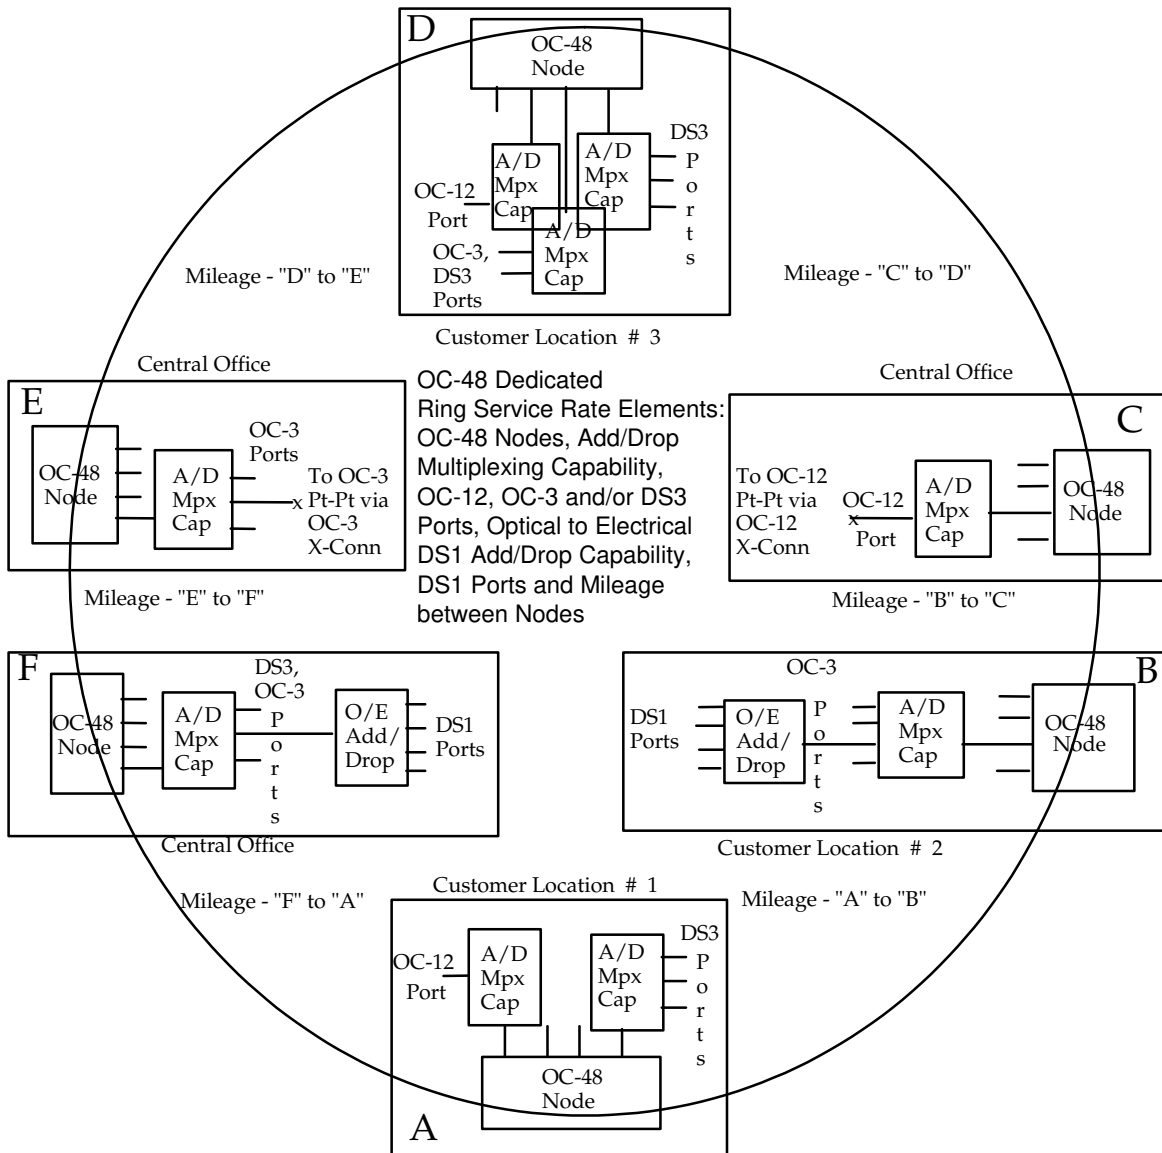 D
OC-48
Node
DS3
P
o
r
t
s
A/D
Mpx
Cap
A/D
Mpx
Cap
OC-12
Port
A/D
Mpx
Cap
OC-3,
DS3
Ports
Mileage - "D" to "E"
Mileage - "C" to "D"
Customer Location # 3
Central Office
E
OC-48
Node
A/D
Mpx
Cap
OC-3
Ports
To OC-3
x Pt-Pt via
OC-3
X-Conn
Mileage - "E" to "F"
OC-48 Dedicated
Ring Service Rate Elements:
OC-48 Nodes, Add/Drop
Multiplexing Capability,
OC-12, OC-3 and/or DS3
Ports, Optical to Electrical
DS1 Add/Drop Capability,
DS1 Ports and Mileage
between Nodes
Central Office
C
To OC-12
Pt-Pt via
OC-12
X-Conn
OC-12
x
Port
A/D
Mpx
Cap
OC-48
Node
Mileage - "B" to "C"
F
OC-48
Node
A/D
Mpx
Cap
DS3,
OC-3
P
o
r
t
s
O/E
Add/
Drop
DS1
Ports
Central Office
B
DS1
Ports
O/E
Add/
Drop
OC-3
P
o
r
t
s
A/D
Mpx
Cap
OC-48
Node
Customer Location # 2
Mileage - "F" to "A"
Customer Location # 1
Mileage - "A" to "B"
OC-12
Port
A/D
Mpx
Cap
A/D
Mpx
Cap
DS3
P
o
r
t
s
OC-48
Node
A